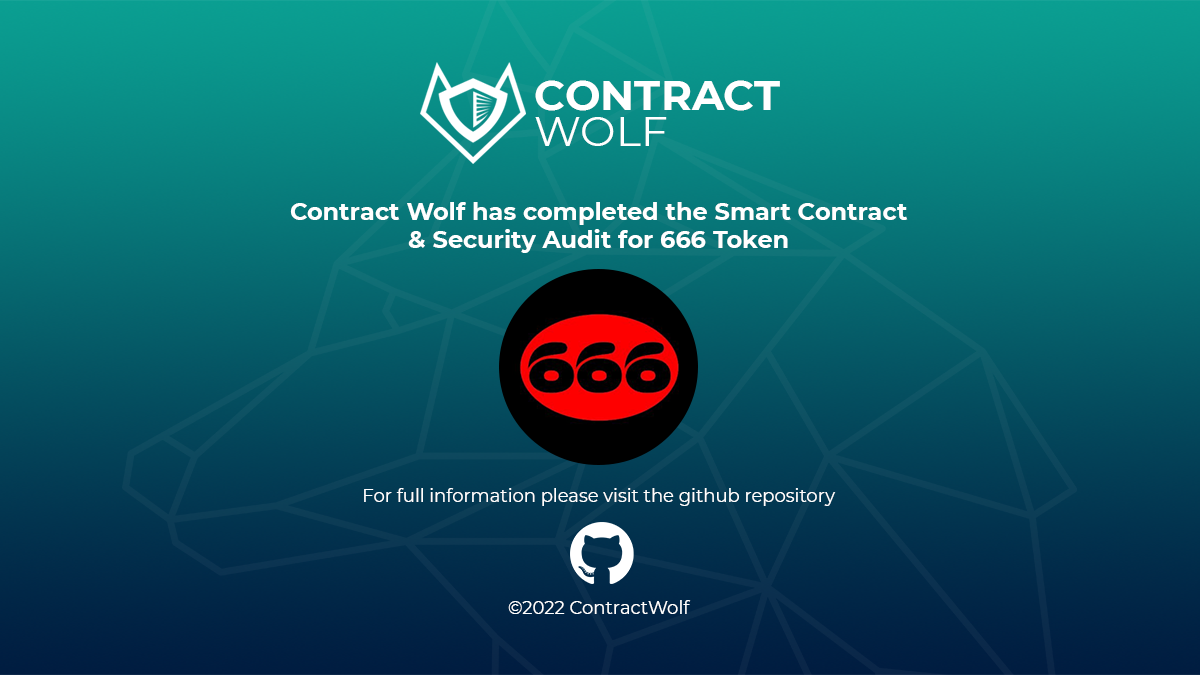 CONTRACT
WOLF
Contract Wolf has completed the Smart Contract
& Security Audit for 666 Token
666
For full information please visit the github repository
©2022 ContractWolf